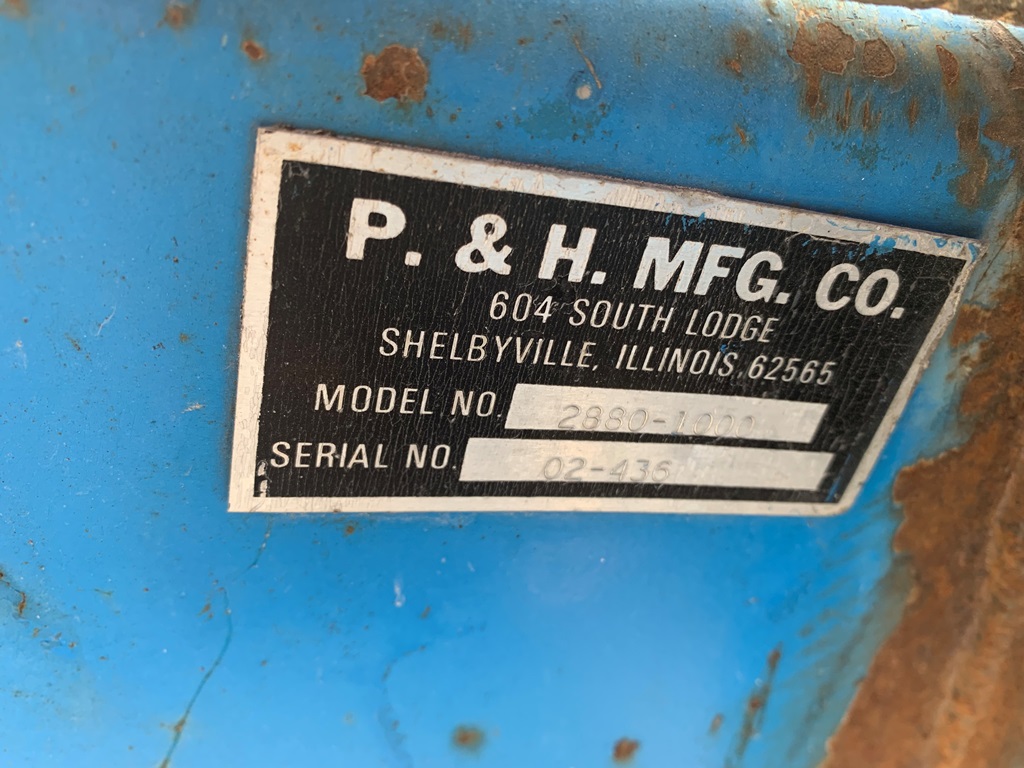 P. & H. MFG. CO.
604 SOUTH LODGE
SHELBYVILLE, ILLINOIS 62565
MODEL NO. 2880-1000
SERIAL NO. 02-436